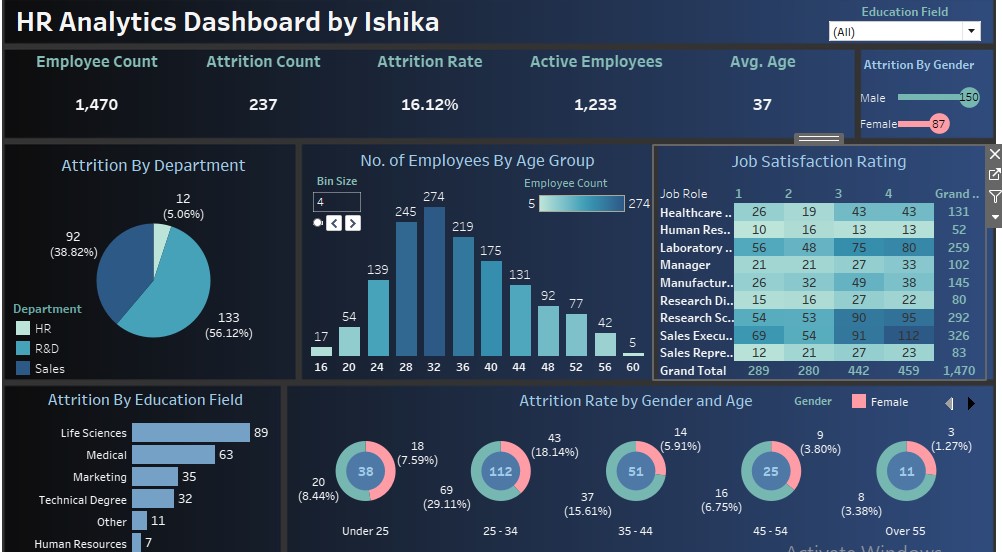 HR Analytics Dashboard by Ishika
Education Field
(All)
Employee Count
Attrition Count
Attrition Rate
Active Employees
Avg. Age
1,470
237
16.12%
1,233
37
Attrition By Gender
Male 150
Female 87
Attrition By Department
12
(5.06%)
92
(38.82%)
133
(56.12%)
Department
HR
R&D
Sales
No. of Employees By Age Group
Bin Size
4
Employee Count
5 274
17 54 139 245 274 219 175 131 92 77 42 5
16 20 24 28 32 36 40 44 48 52 56 60
Job Satisfaction Rating
Job Role 1 2 3 4 Grand ..
Healthcare .. 26 19 43 43 131
Human Res.. 10 16 13 13 52
Laboratory .. 56 48 75 80 259
Manager 21 21 27 33 102
Manufactur.. 26 32 49 38 145
Research Di.. 15 16 27 22 80
Research Sc.. 54 53 90 95 292
Sales Execu.. 69 54 91 112 326
Sales Repre.. 12 21 27 23 83
Grand Total 289 280 442 459 1,470
Attrition By Education Field
Life Sciences 89
Medical 63
Marketing 35
Technical Degree 32
Other 11
Human Resources 7
Attrition Rate by Gender and Age
Gender
Female
18
(7.59%)
38
20
(8.44%)
Under 25
43
(18.14%)
112
69
(29.11%)
25 - 34
14
(5.91%)
51
37
(15.61%)
35 - 44
9
(3.80%)
25
16
(6.75%)
45 - 54
3
(1.27%)
11
8
(3.38%)
Over 55
Activate Windows